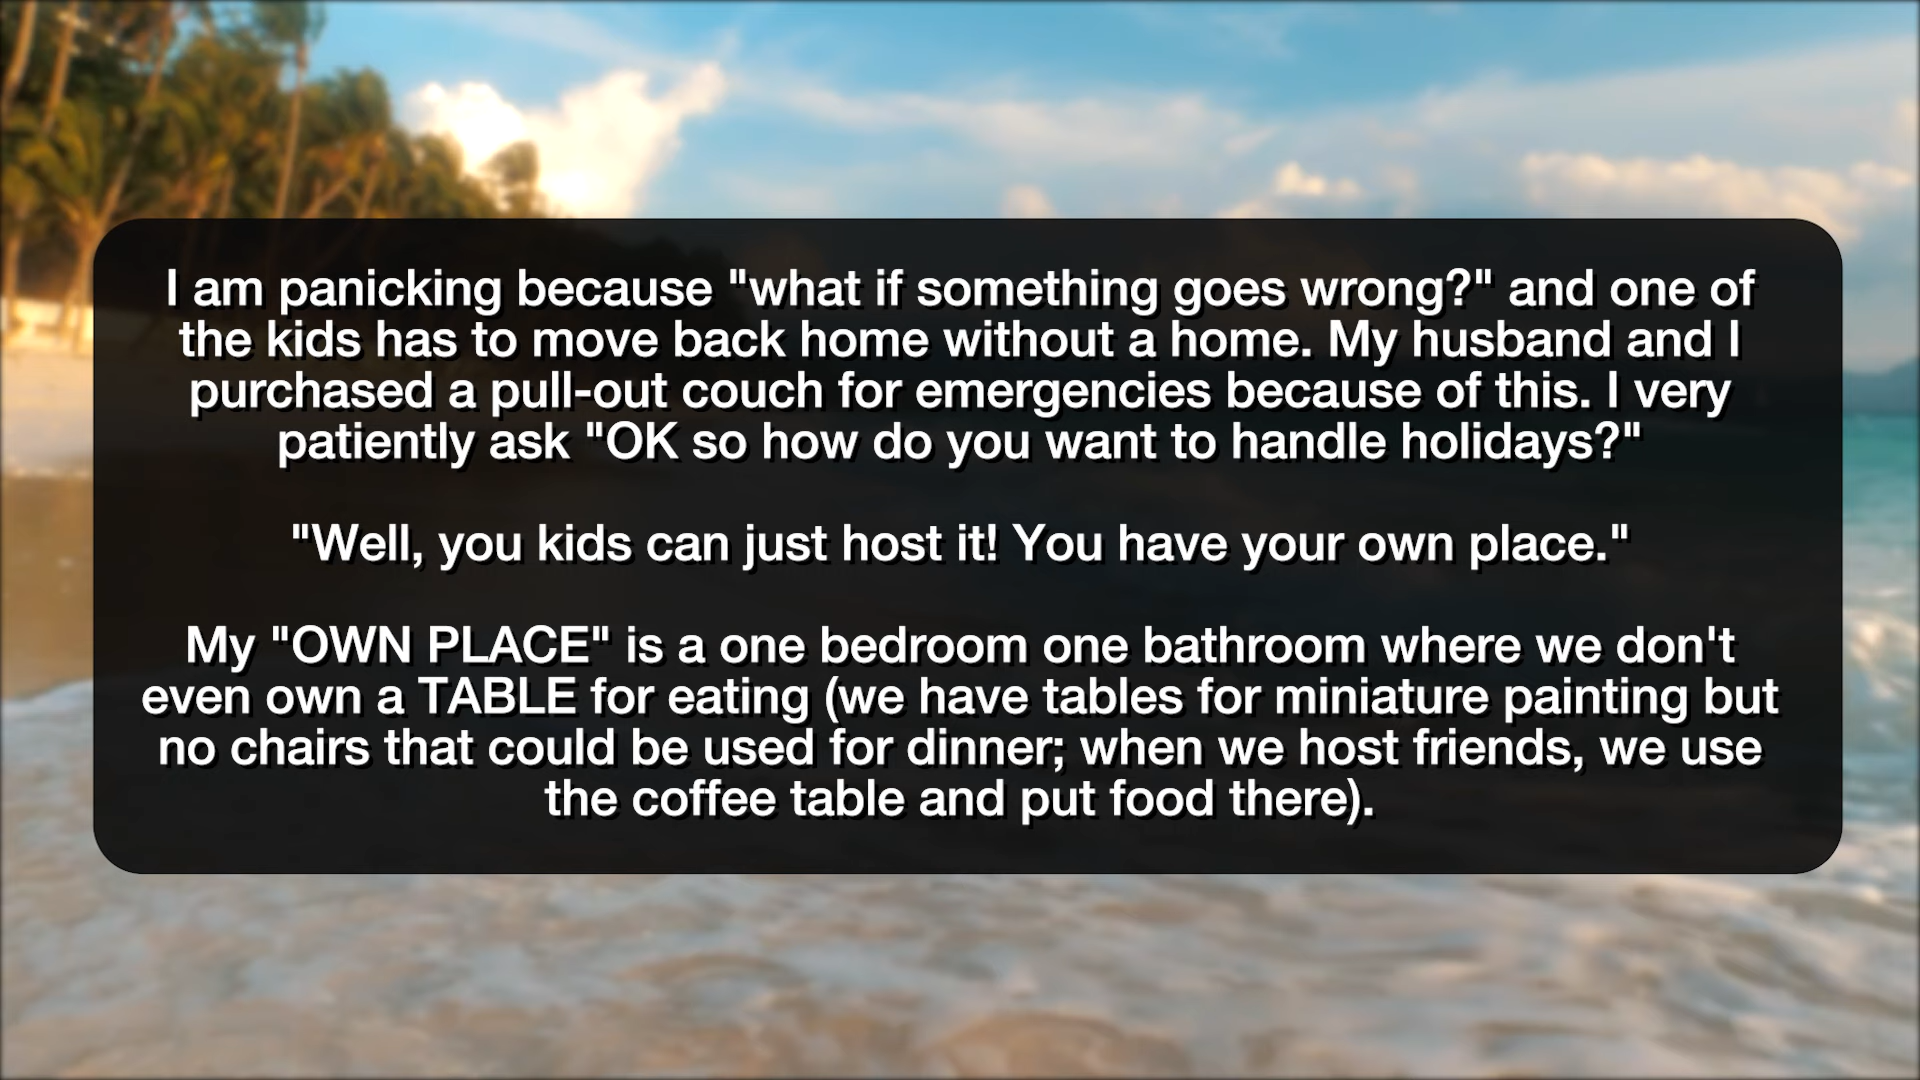 I am panicking because "what if something goes wrong?" and one of
the kids has to move back home without a home. My husband and I
purchased a pull-out couch for emergencies because of this. I very
patiently ask "OK so how do you want to handle holidays?"
"Well, you kids can just host it! You have your own place."
My "OWN PLACE" is a one bedroom one bathroom where we don't
even own a TABLE for eating (we have tables for miniature painting but
no chairs that could be used for dinner; when we host friends, we use
the coffee table and put food there).